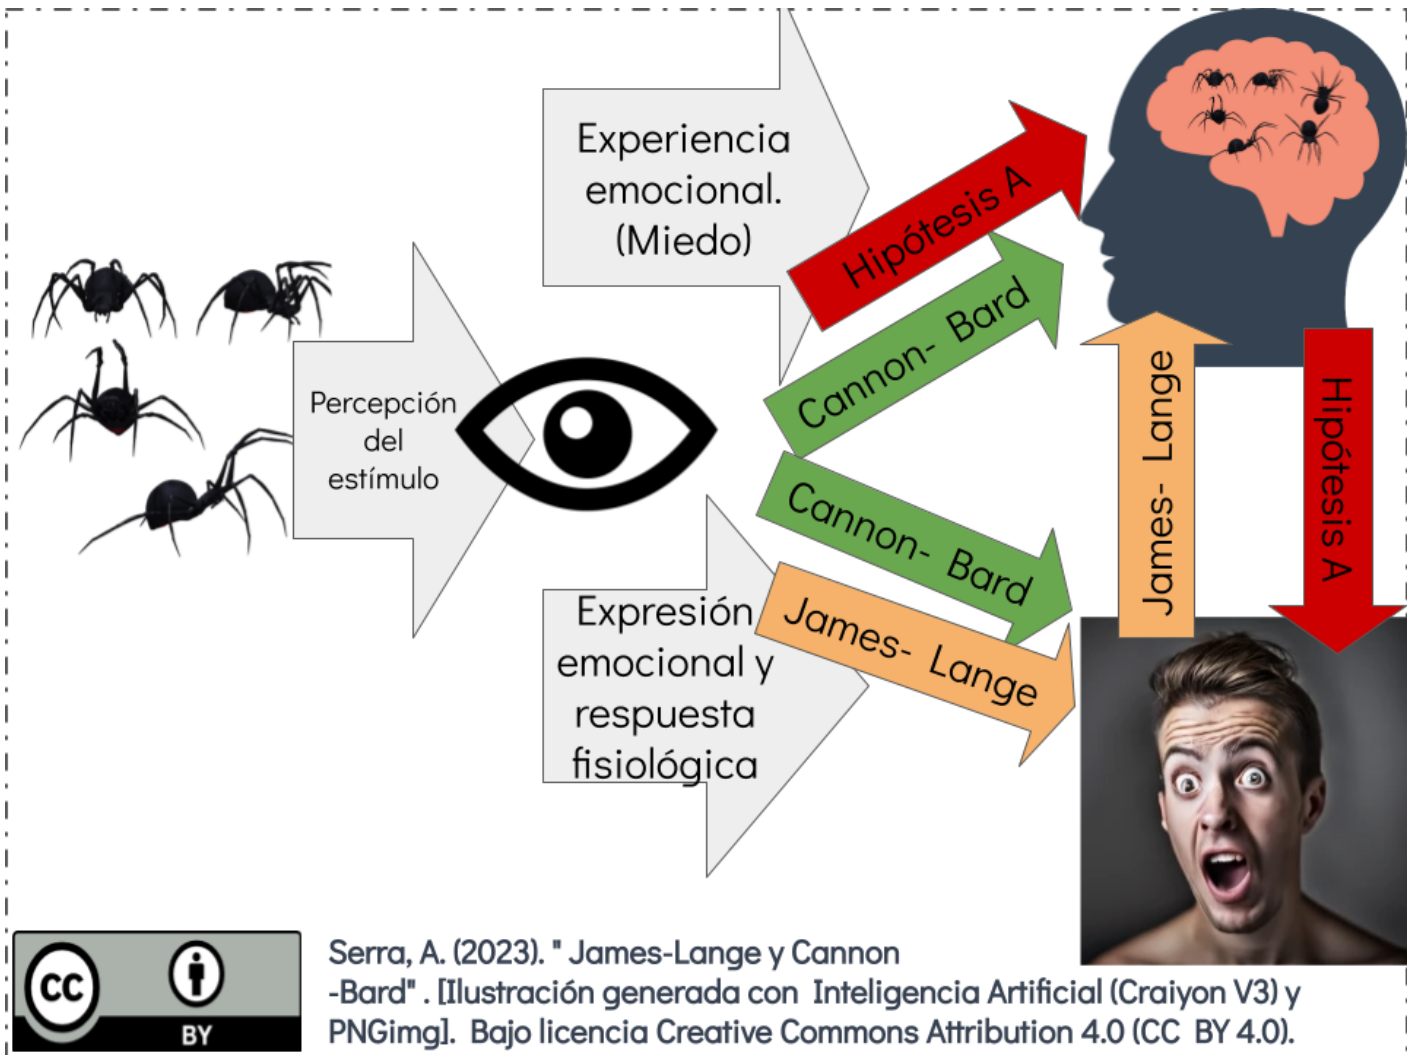 Experiencia
emocional.
(Miedo)
Hipótesis A
Cannon- Bard
Percepción
del
estímulo
Cannon- Bard
James- Lange
Expresión
emocional y
respuesta
fisiológica
James- Lange
Hipótesis A
cc
BY
Serra, A. (2023). " James-Lange y Cannon
-Bard" . [Ilustración generada con Inteligencia Artificial (Craiyon V3) y
PNGimg]. Bajo licencia Creative Commons Attribution 4.0 (CC BY 4.0).